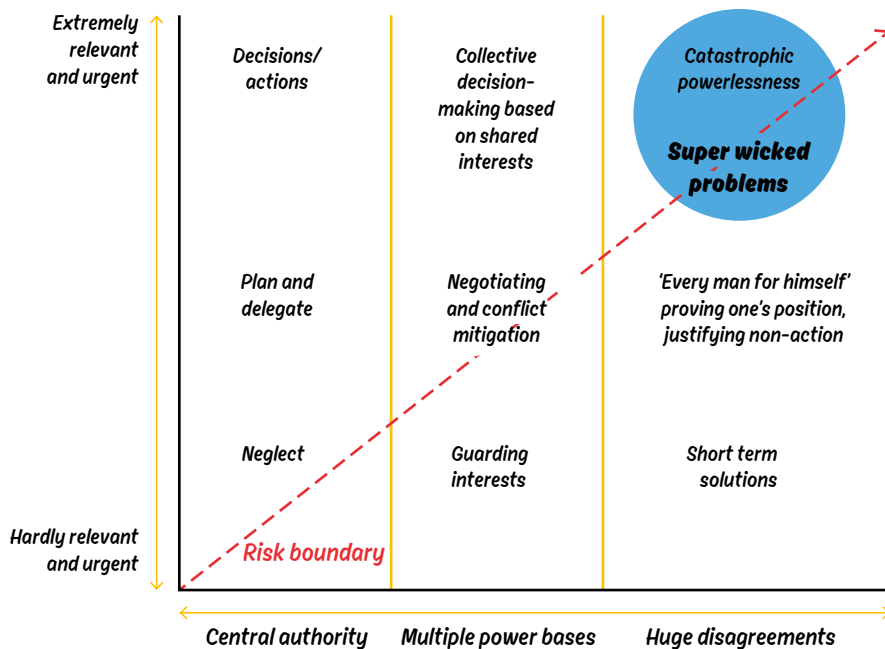 Extremely
relevant
and urgent
Decisions/
actions
Collective
decision-
making based
on shared
interests
Catastrophic
powerlessness
Super wicked
problems
Plan and
delegate
Negotiating
and conflict
mitigation
'Every man for himself'
proving one's position,
justifying non-action
Neglect
Guarding
interests
Short term
solutions
Hardly relevant
and urgent
Risk boundary
Central authority
Multiple power bases
Huge disagreements